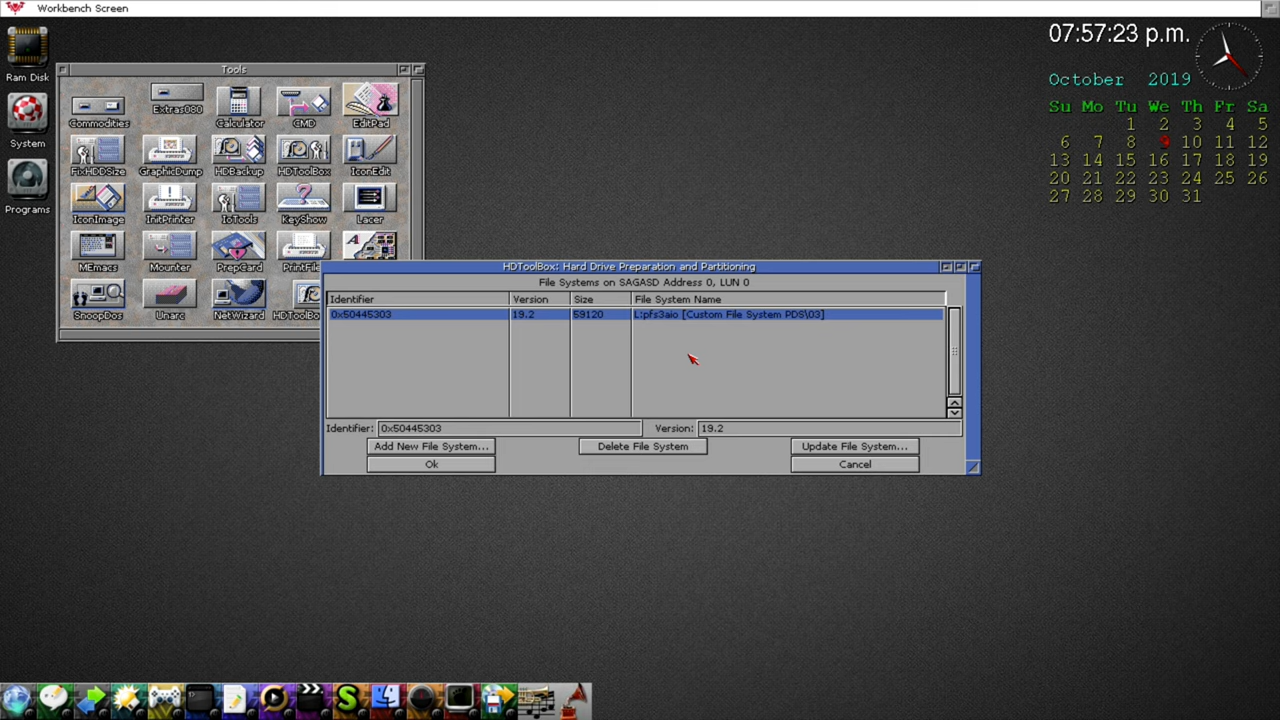 Workbench Screen
07:57:23 p.m.
October 2019
Su Mo Tu We Th Fr Sa
1 2 3 4 5
6 7 8 9 10 11 12
13 14 15 16 17 18 19
20 21 22 23 24 25 26
27 28 29 30 31
Ram Disk
System
Programs
Tools
Commodities Extras080 Calculator CMD EditPad
FixHDDSize GraphicDump HDBackup HDToolBox IconEdit
IconImage InitPrinter IoTools KeyShow Lacer
MEmacs Mounter PrepCard PrintFile
SnoopDos Unarc NetWizard HDToolBo
HDToolBox: Hard Drive Preparation and Partitioning
File Systems on SAGASD Address 0, LUN 0
Identifier Version Size File System Name
0x50445303 19.2 59120 L:pfs3aio [Custom File System PDS\03]
Identifier: 0x50445303 Version: 19.2
Add New File System... Delete File System Update File System...
Ok Cancel